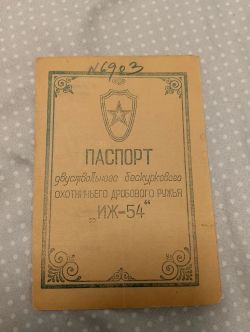 №6903
ПАСПОРТ
двуствольного бескуркового
охотничьего дробового ружья
„ИЖ-54“